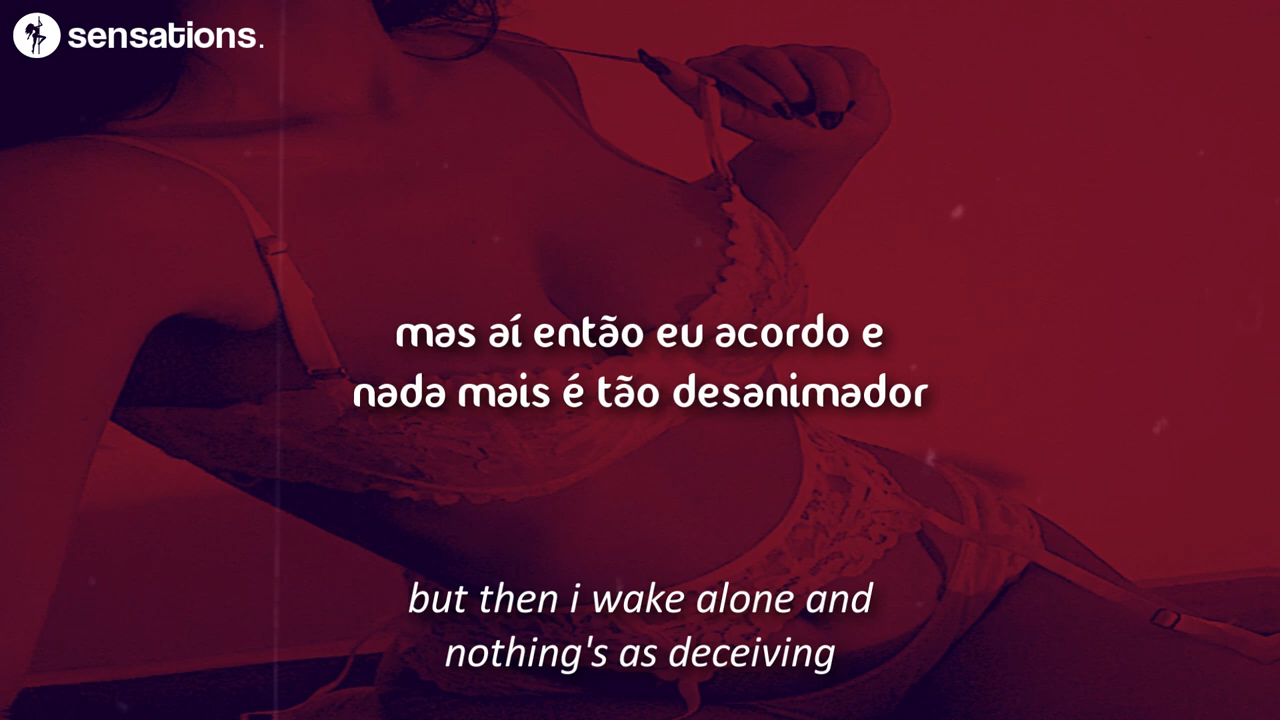 sensations.
mas aí então eu acordo e
nada mais é tão desanimador
but then i wake alone and
nothing's as deceiving